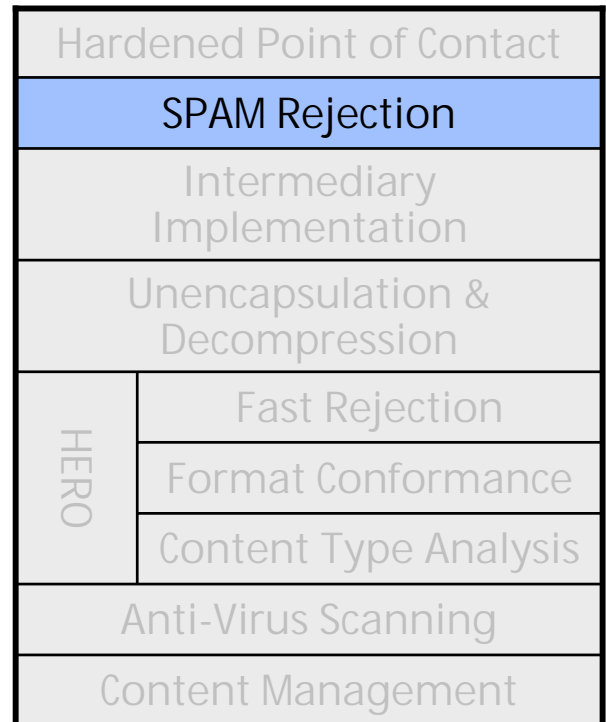 Hardened Point of Contact
SPAM Rejection
Intermediary
Implementation
Unencapsulation &
Decompression
HERO
Fast Rejection
Format Conformance
Content Type Analysis
Anti-Virus Scanning
Content Management